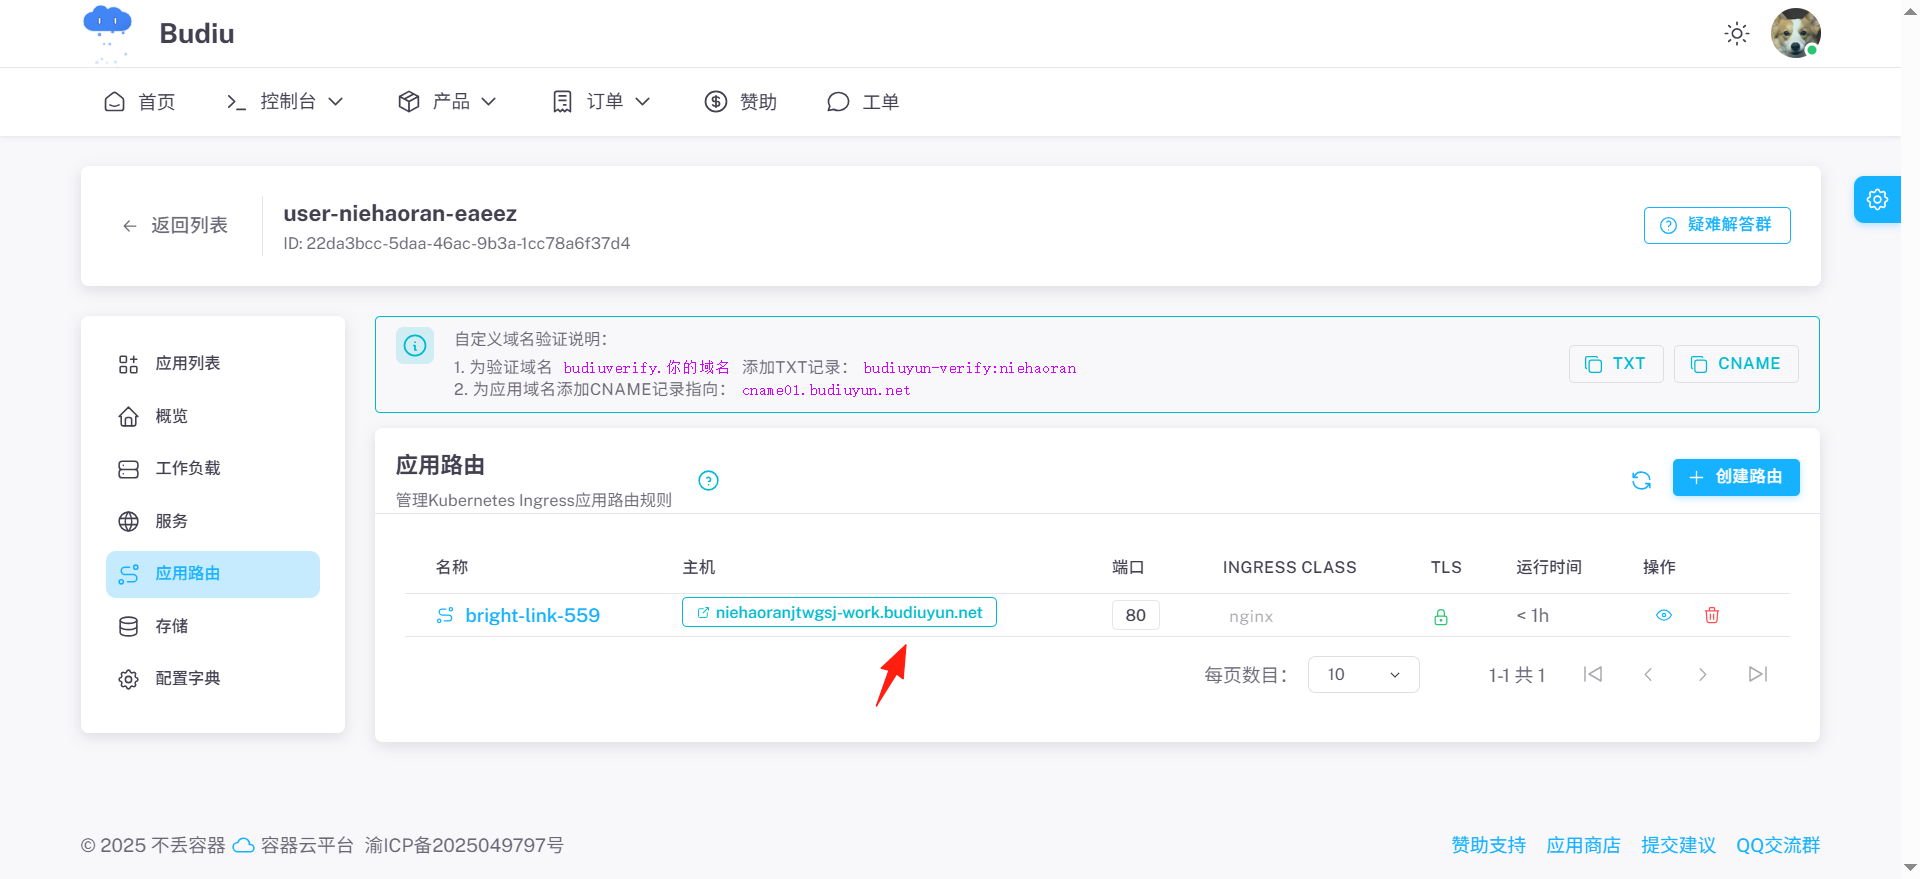 Budiu
首页
控制台
产品
订单
赞助
工单
返回列表
user-niehaoran-eaeez
ID: 22da3bcc-5daa-46ac-9b3a-1cc78a6f37d4
疑难解答群
应用列表
概览
工作负载
服务
应用路由
存储
配置字典
自定义域名验证说明：
1. 为验证域名 budiuverify.你的域名 添加TXT记录： budiuyun-verify:niehaoran
2. 为应用域名添加CNAME记录指向： cname01.budiuyun.net
TXT
CNAME
应用路由
管理Kubernetes Ingress应用路由规则
创建路由
名称 主机 端口 INGRESS CLASS TLS 运行时间 操作
bright-link-559 niehaoranjtwgsj-work.budiuyun.net 80 nginx < 1h
每页数目： 10 1-1 共 1
© 2025 不丢容器 容器云平台 渝ICP备2025049797号
赞助支持 应用商店 提交建议 QQ交流群